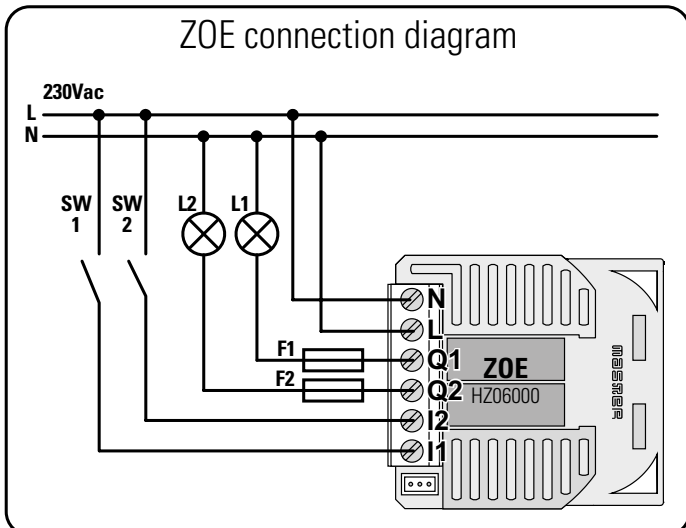 ZOE connection diagram
230Vac
L
N
SW
1
SW
2
L2
L1
N
L
F1
Q1
F2
Q2
I2
I1
ZOE
HZ06000
master